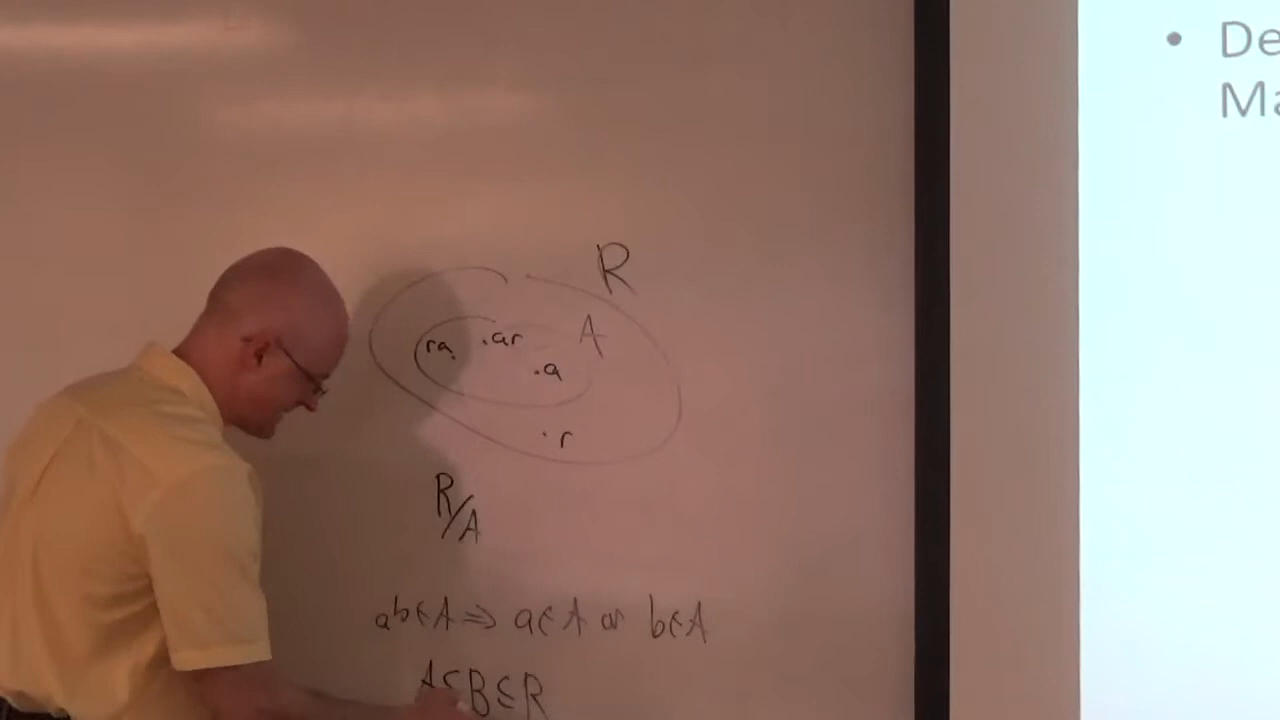 • De
Ma
R
A
ra . .ar
.a
.r
R/A
ab∈A ⇒ a∈A or b∈A
A⊆B⊆R